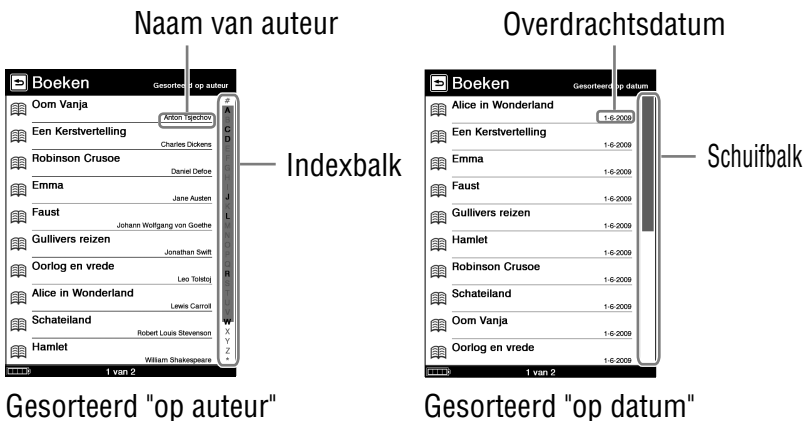 Naam van auteur
Boeken
Gesorteerd op auteur
Oom Vanja
Anton Tsjechov
Een Kerstvertelling
Charles Dickens
Robinson Crusoe
Daniel Defoe
Emma
Jane Austen
Faust
Johann Wolfgang von Goethe
Gullivers reizen
Jonathan Swift
Oorlog en vrede
Leo Tolstoj
Alice in Wonderland
Lewis Carroll
Schateiland
Robert Louis Stevenson
Hamlet
William Shakespeare
1 van 2
#
A
B
C
D
E
F
G
H
I
J
K
L
M
N
O
P
Q
R
S
T
U
V
W
X
Y
Z
*
Indexbalk
Gesorteerd "op auteur"
Overdrachtsdatum
Boeken
Gesorteerd op datum
Alice in Wonderland
1-6-2009
Een Kerstvertelling
1-6-2009
Emma
1-6-2009
Faust
1-6-2009
Gullivers reizen
1-6-2009
Hamlet
1-6-2009
Robinson Crusoe
1-6-2009
Schateiland
1-6-2009
Oom Vanja
1-6-2009
Oorlog en vrede
1-6-2009
1 van 2
Schuifbalk
Gesorteerd "op datum"